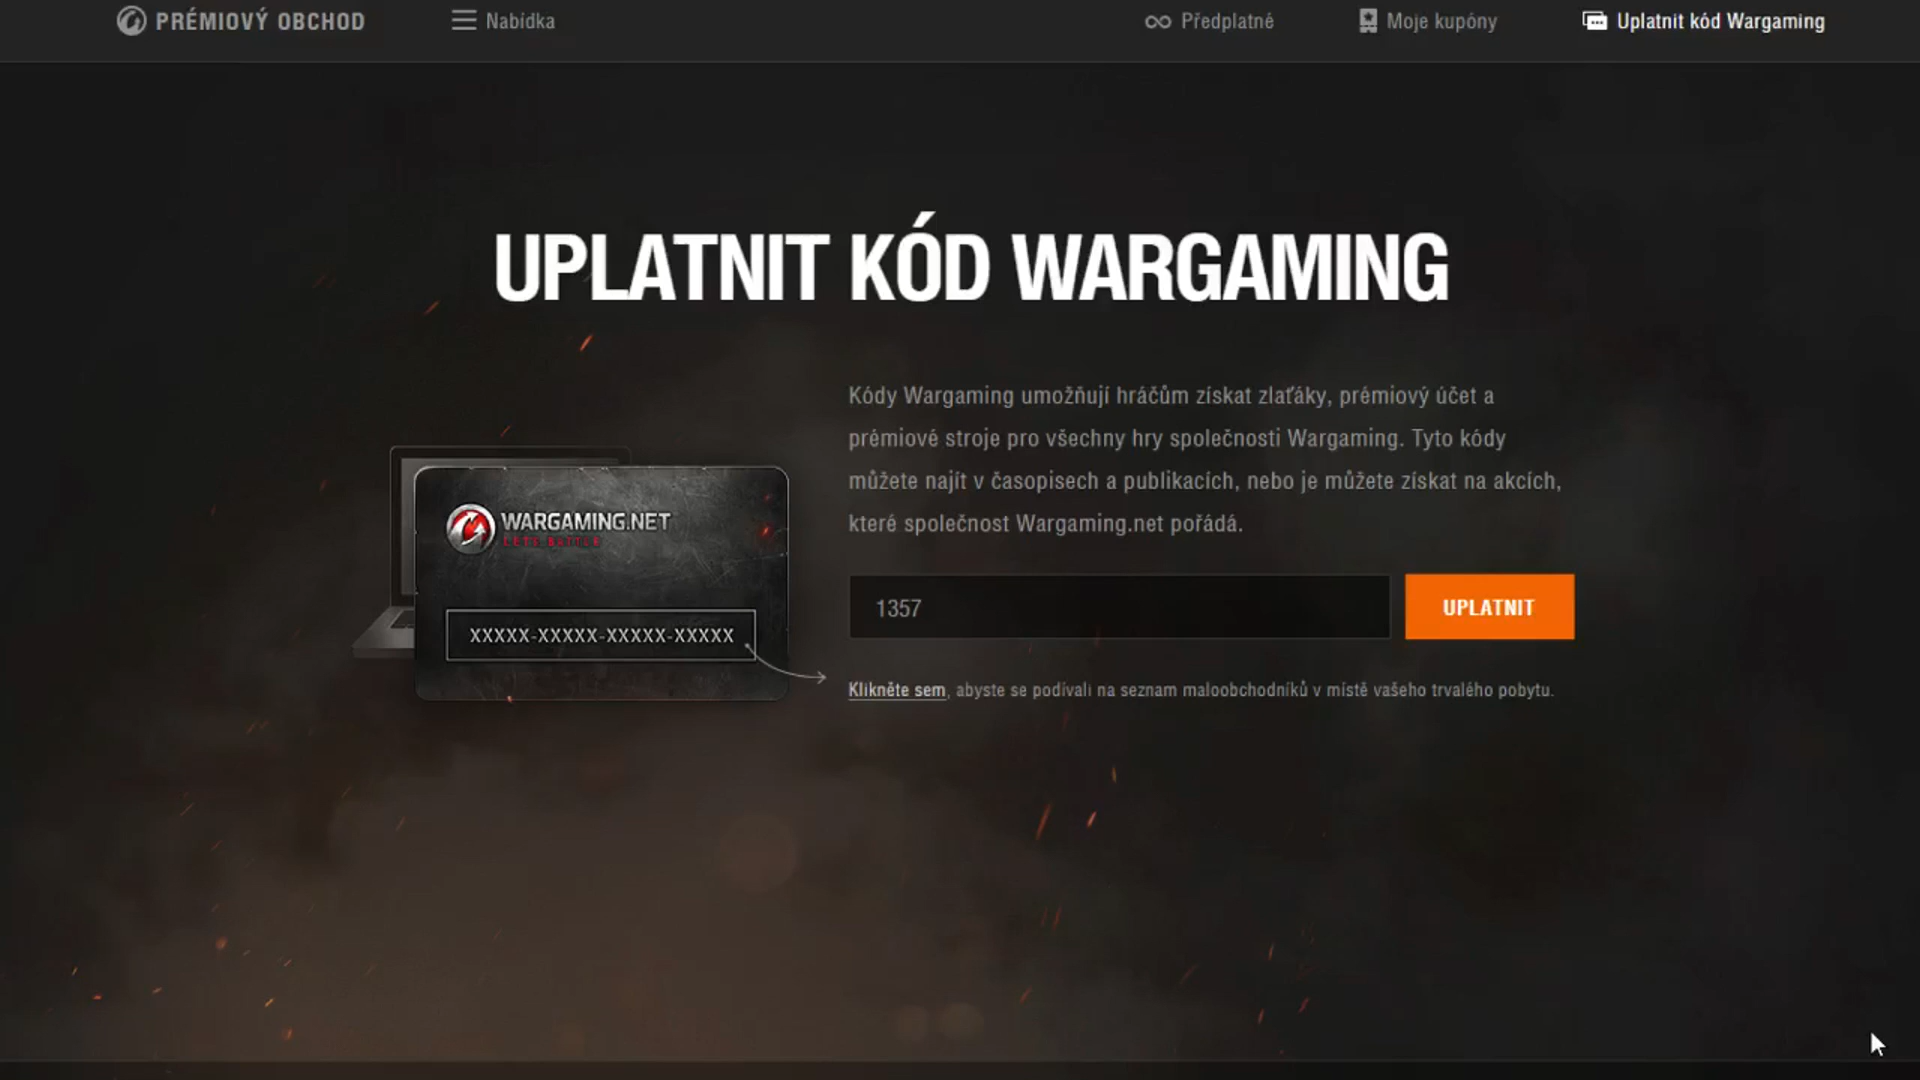 PRÉMIOVÝ OBCHOD
Nabídka
Předplatné
Moje kupóny
Uplatnit kód Wargaming
UPLATNIT KÓD WARGAMING
Kódy Wargaming umožňují hráčům získat zlaťáky, prémiový účet a
prémiové stroje pro všechny hry společnosti Wargaming. Tyto kódy
můžete najít v časopisech a publikacích, nebo je můžete získat na akcích,
které společnost Wargaming.net pořádá.
WARGAMING.NET
LET'S BATTLE
XXXXX-XXXXX-XXXXX-XXXXX
1357
UPLATNIT
Klikněte sem, abyste se podívali na seznam maloobchodníků v místě vašeho trvalého pobytu.